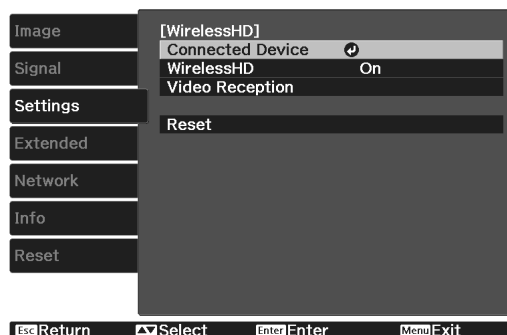 Image
Signal
Settings
Extended
Network
Info
Reset
[WirelessHD]
Connected Device
WirelessHD On
Video Reception
Reset
Esc Return Select Enter Enter Menu Exit